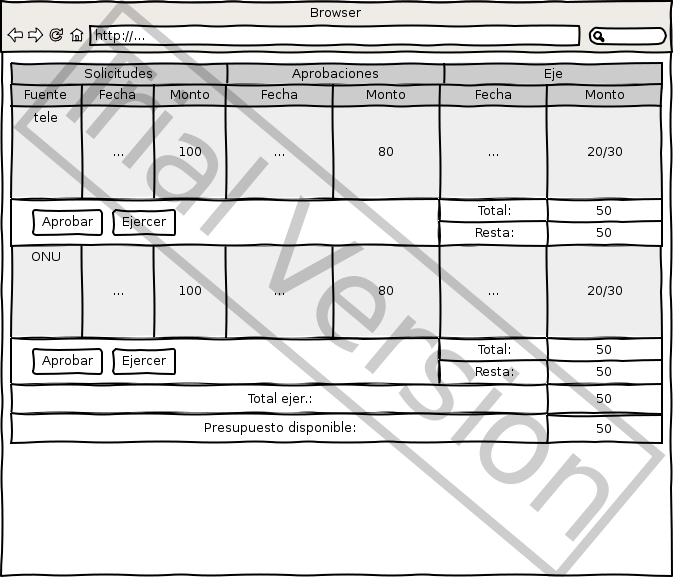 Browser
http://...
Solicitudes Aprobaciones Eje
Fuente Fecha Monto Fecha Monto Fecha Monto
tele
... 100 ... 80 ... 20/30
Total: 50
Aprobar Ejercer
Resta: 50
ONU
... 100 ... 80 ... 20/30
Total: 50
Aprobar Ejercer
Resta: 50
Total ejer.: 50
Presupuesto disponible: 50
Trial Version